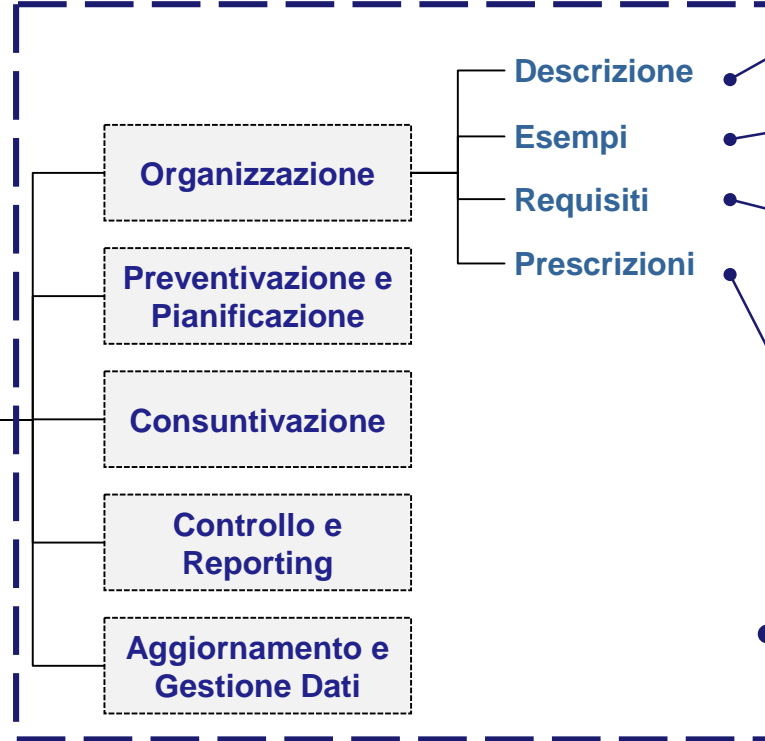 Descrizione
Esempi
Requisiti
Prescrizioni
Organizzazione
Preventivazione e
Pianificazione
Consuntivazione
Controllo e
Reporting
Aggiornamento e
Gestione Dati